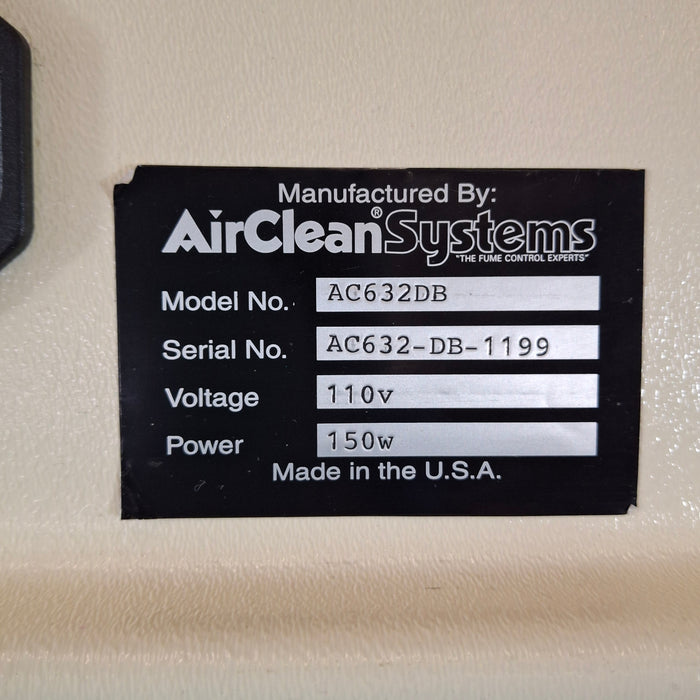 Manufactured By:
AirClean® Systems
"THE FUME CONTROL EXPERTS"
Model No. AC632DB
Serial No. AC632-DB-1199
Voltage 110v
Power 150w
Made in the U.S.A.